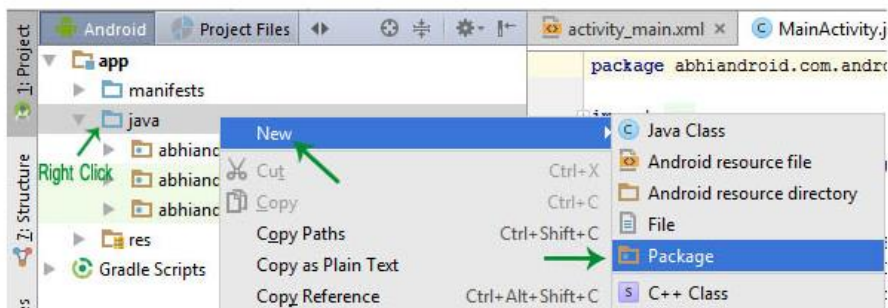 1: Project
Z: Structure
Android
Project Files
activity_main.xml
MainActivity.j
app
manifests
java
Right Click
abhianc
abhianc
abhianc
res
Gradle Scripts
package abhiandroid.com.andro
New
Cut Ctrl+X
Copy Ctrl+C
Copy Paths Ctrl+Shift+C
Copy as Plain Text
Copy Reference Ctrl+Alt+Shift+C
Java Class
Android resource file
Android resource directory
File
Package
C++ Class